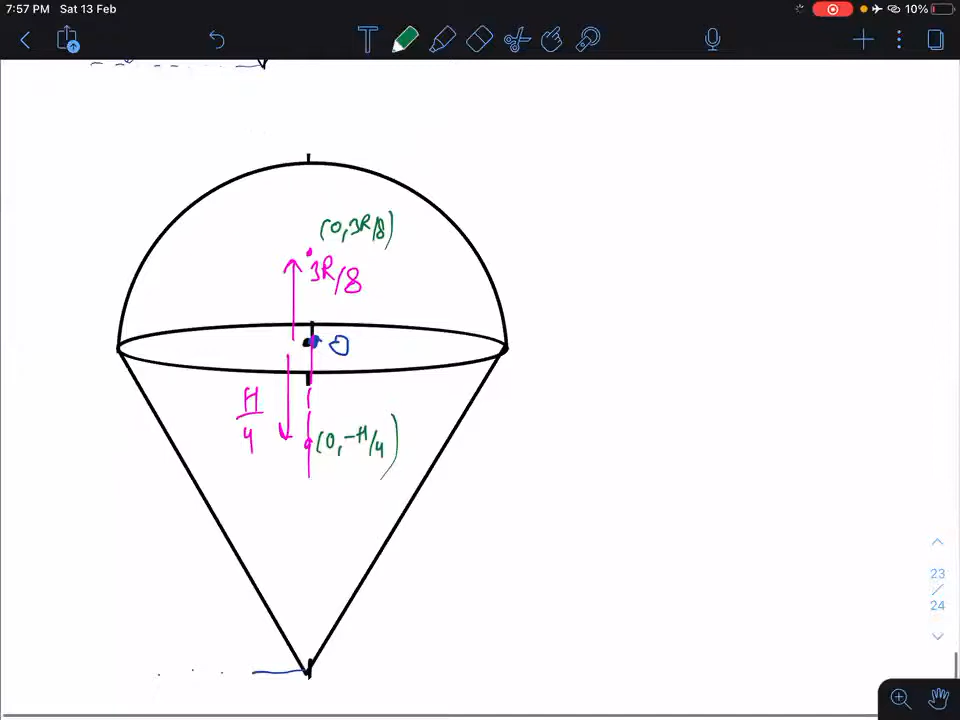 7:57 PM Sat 13 Feb
10%
T
(0, 3R/8)
3R/8
O
H/4
(0, -H/4)
23
/
24